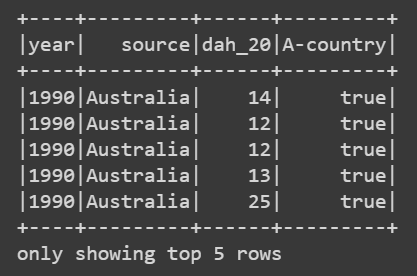 +----+---------+------+---------+
|year|   source|dah_20|A-country|
+----+---------+------+---------+
|1990|Australia|    14|     true|
|1990|Australia|    12|     true|
|1990|Australia|    12|     true|
|1990|Australia|    13|     true|
|1990|Australia|    25|     true|
+----+---------+------+---------+
only showing top 5 rows